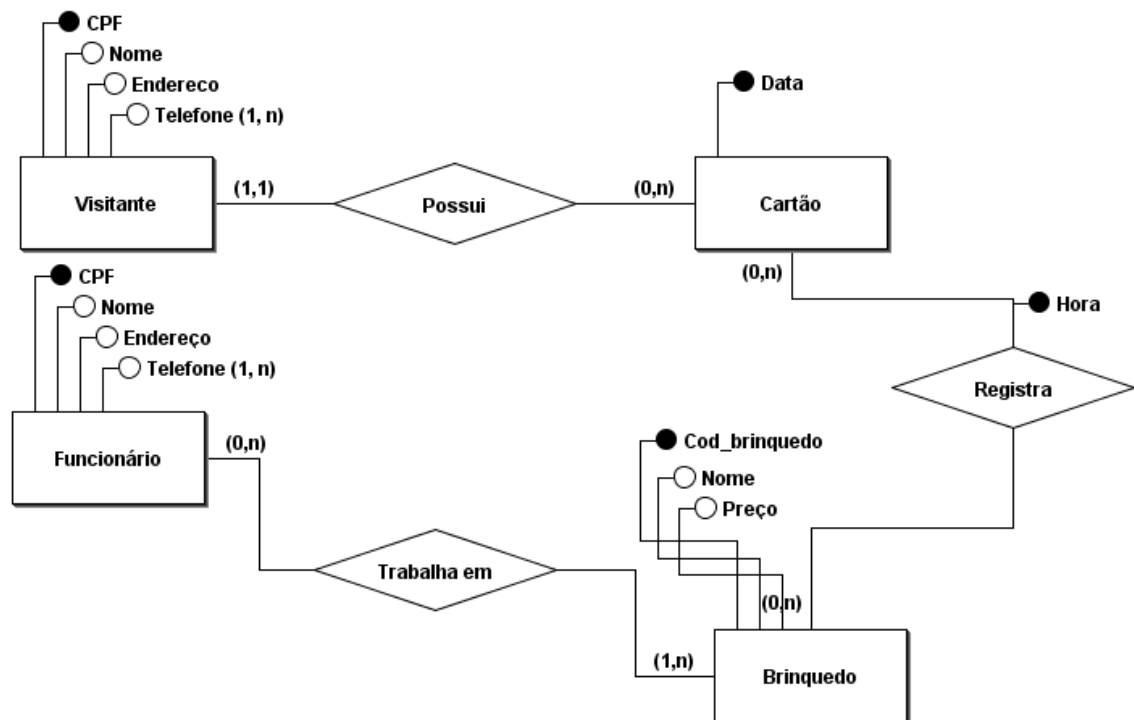 CPF
Nome
Endereco
Telefone (1, n)
Data
Visitante
(1,1)
Possui
(0,n)
Cartão
CPF
Nome
Endereço
Telefone (1, n)
(0,n)
Hora
Registra
Funcionário
(0,n)
Cod_brinquedo
Nome
Preço
Trabalha em
(0,n)
(1,n)
Brinquedo